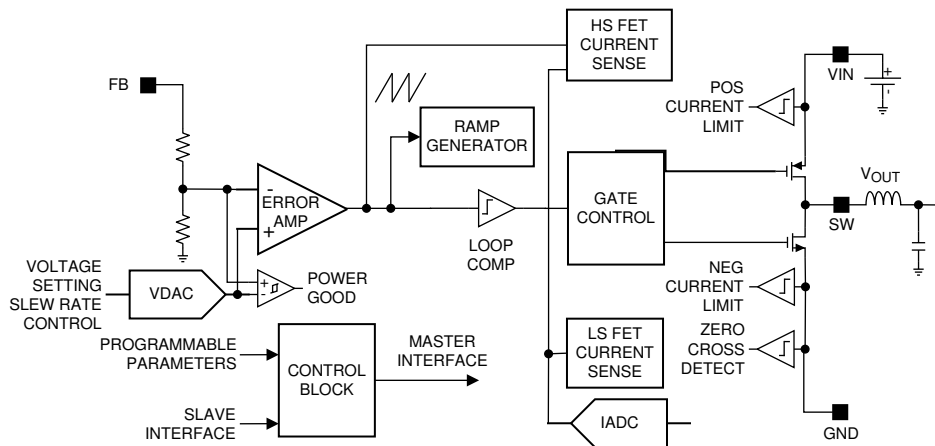 HS FET
CURRENT
SENSE
VIN
+
-
FB
POS
CURRENT
LIMIT
RAMP
GENERATOR
VOUT
-
ERROR
AMP
+
GATE
CONTROL
SW
LOOP
COMP
VOLTAGE
SETTING
SLEW RATE
CONTROL
VDAC
+
-
POWER
GOOD
NEG
CURRENT
LIMIT
PROGRAMMABLE
PARAMETERS
CONTROL
BLOCK
MASTER
INTERFACE
LS FET
CURRENT
SENSE
ZERO
CROSS
DETECT
SLAVE
INTERFACE
IADC
GND